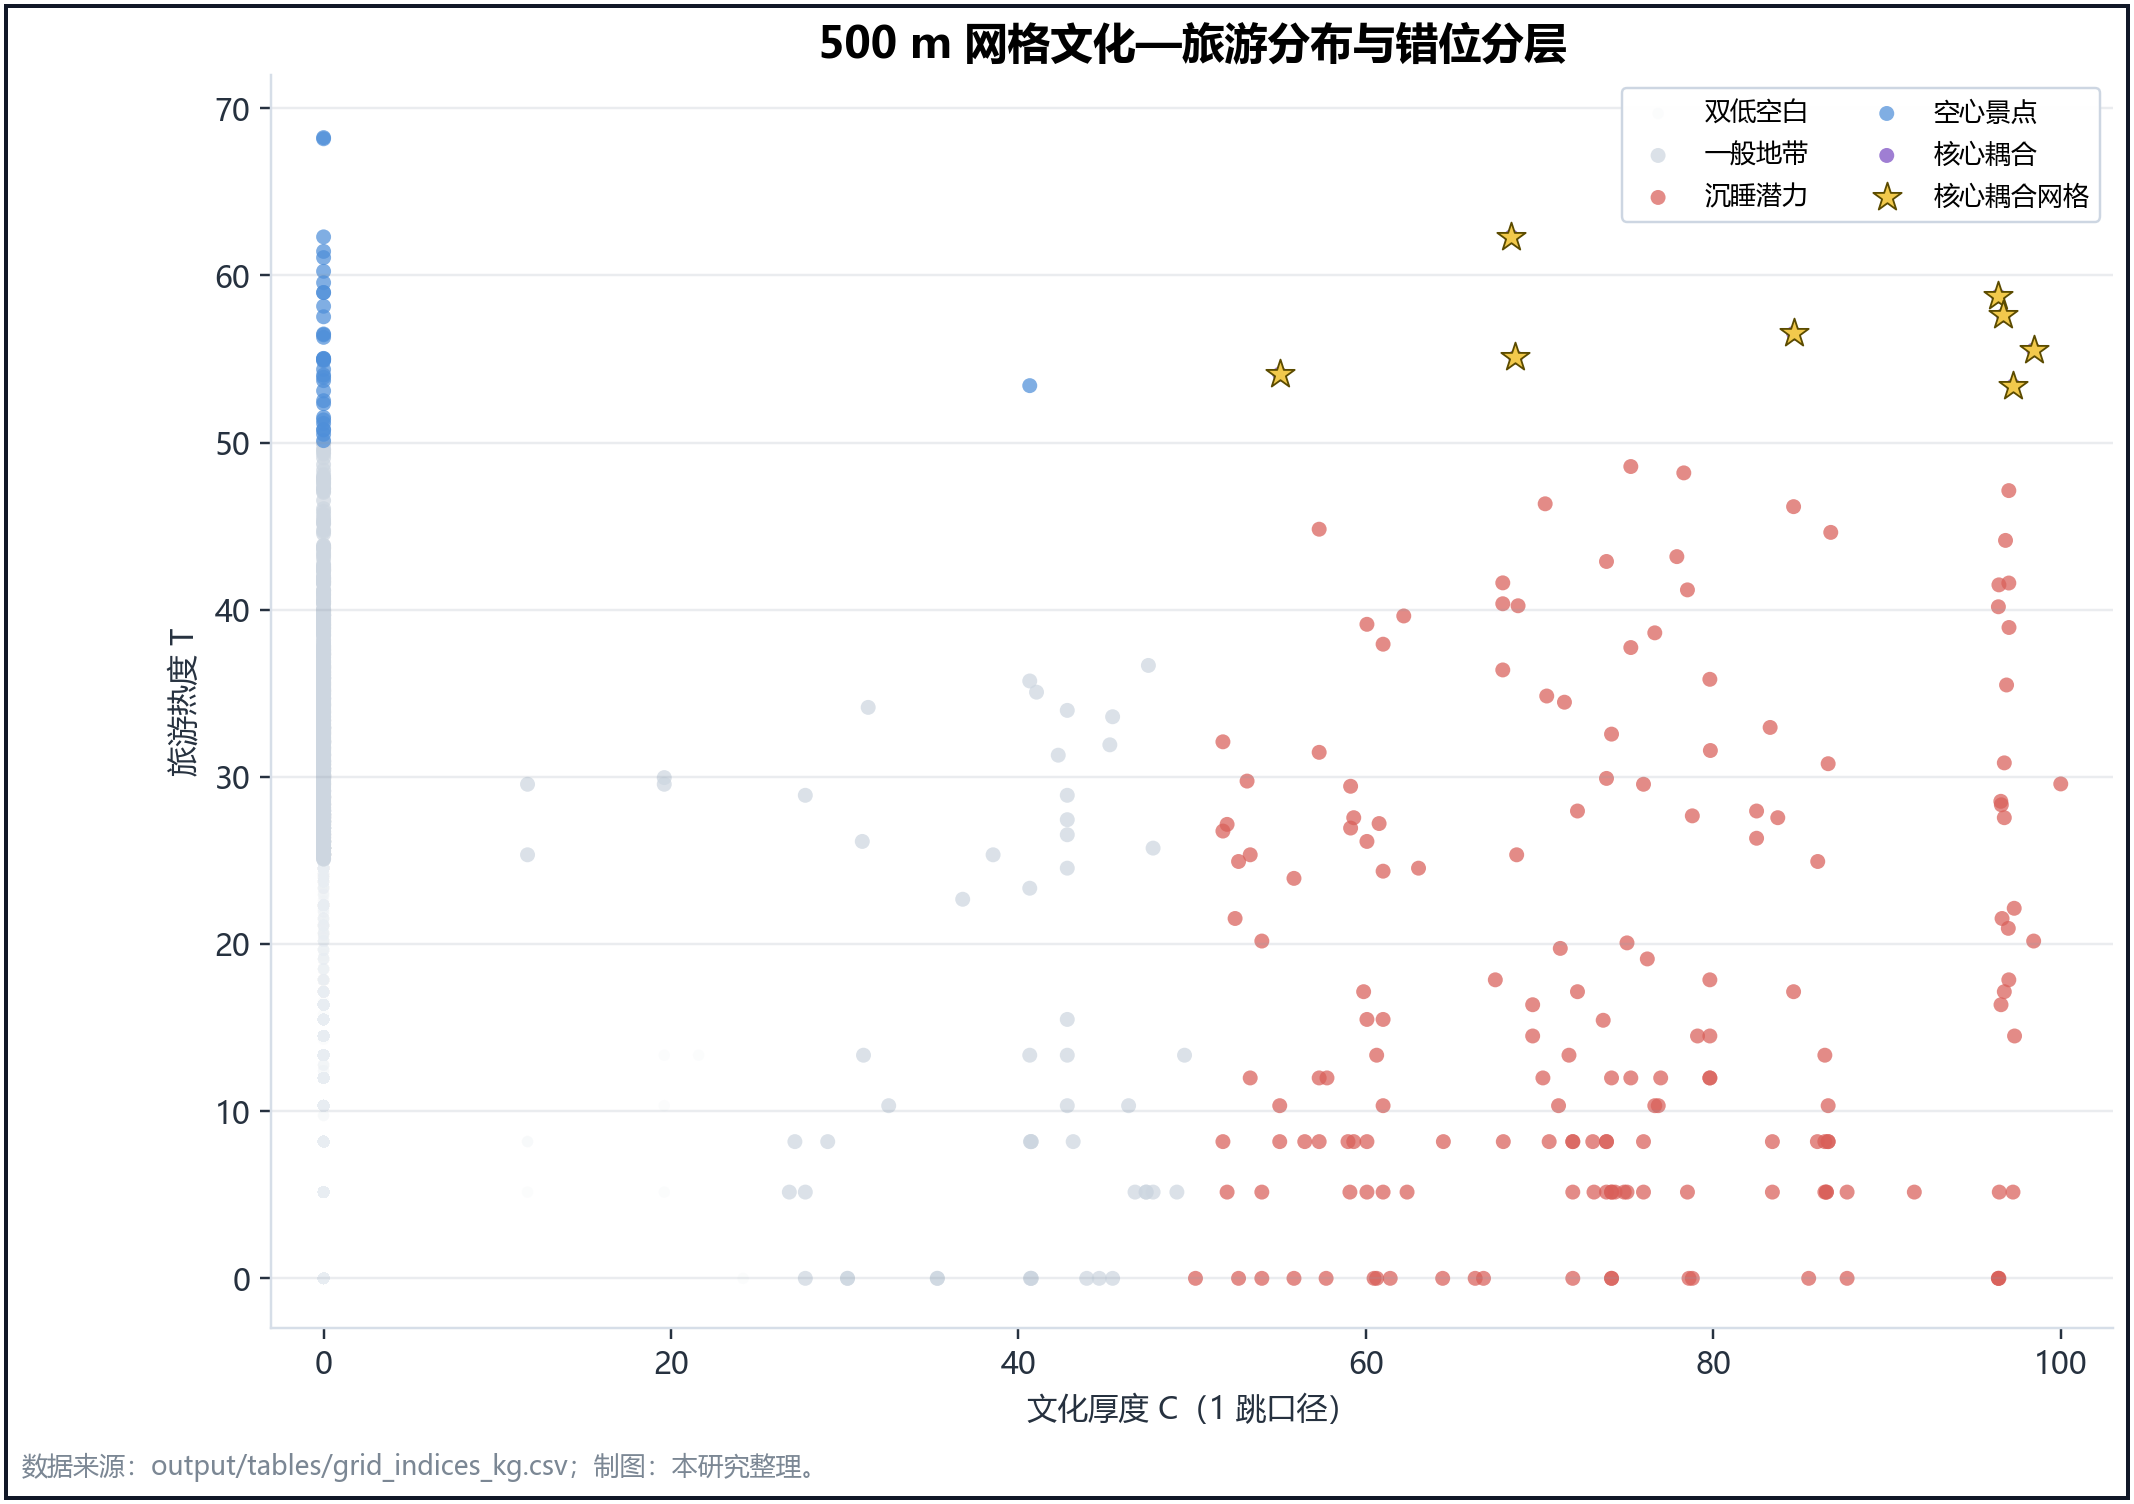 500 m 网格文化—旅游分布与错位分层
双低空白
一般地带
沉睡潜力
空心景点
核心耦合
核心耦合网格
旅游热度 T
70
60
50
40
30
20
10
0
0 20 40 60 80 100
文化厚度 C（1 跳口径）
数据来源：output/tables/grid_indices_kg.csv；制图：本研究整理。